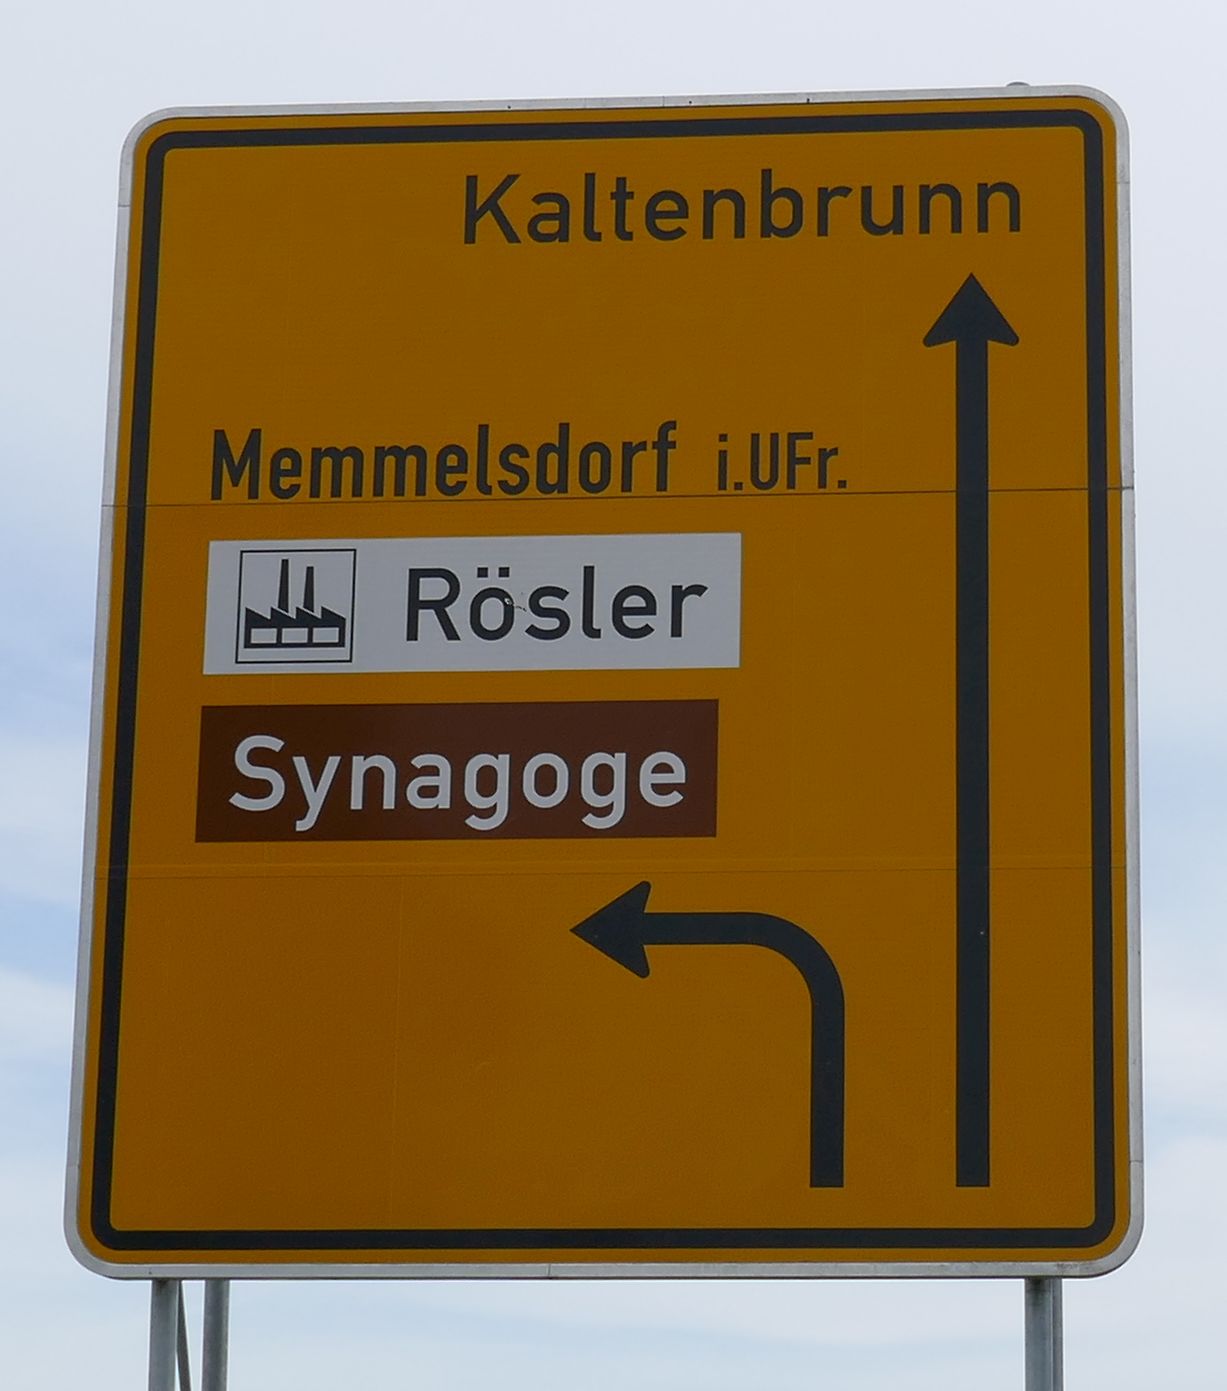 Kaltenbrunn
Memmelsdorf i.UFr.
Rösler
Synagoge